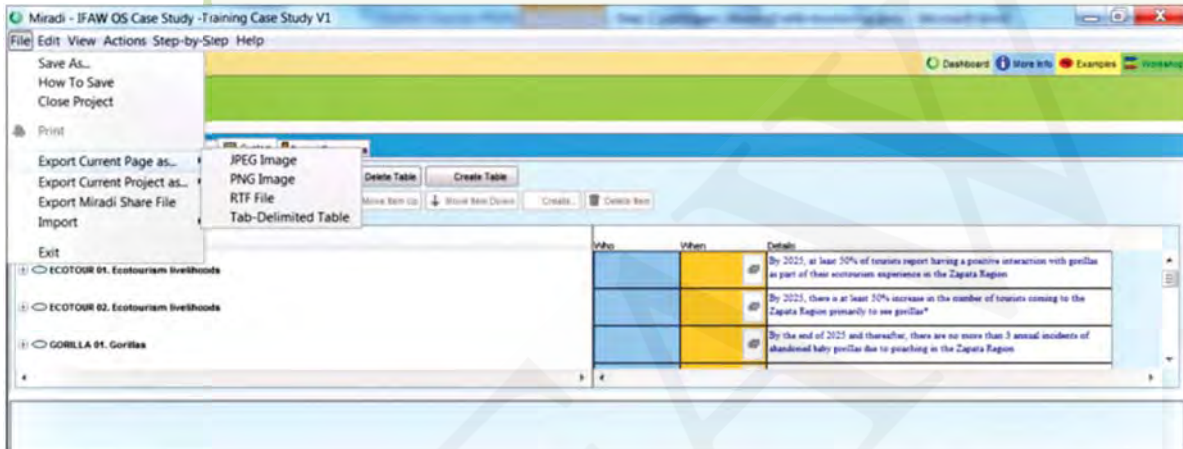 Miradi - IFAW OS Case Study -Training Case Study V1
File Edit View Actions Step-by-Step Help
Dashboard More Info Examples Workshop
Save As...
How To Save
Close Project
Print
Export Current Page as...
Export Current Project as...
Export Miradi Share File
Import
Exit
JPEG Image
PNG Image
RTF File
Tab-Delimited Table
Delete Table Create Table
Move Item Up Move Item Down Create... Delete Item
Who When Details
ECOTOUR 01. Ecotourism livelihoods
By 2025, at least 50% of tourists report having a positive interaction with gorillas
as part of their ecotourism experience in the Zapata Region
ECOTOUR 02. Ecotourism livelihoods
By 2025, there is at least 50% increase in the number of tourists coming to the
Zapata Region primarily to see gorillas*
GORILLA 01. Gorillas
By the end of 2025 and thereafter, there are no more than 3 annual incidents of
abandoned baby gorillas due to poaching in the Zapata Region